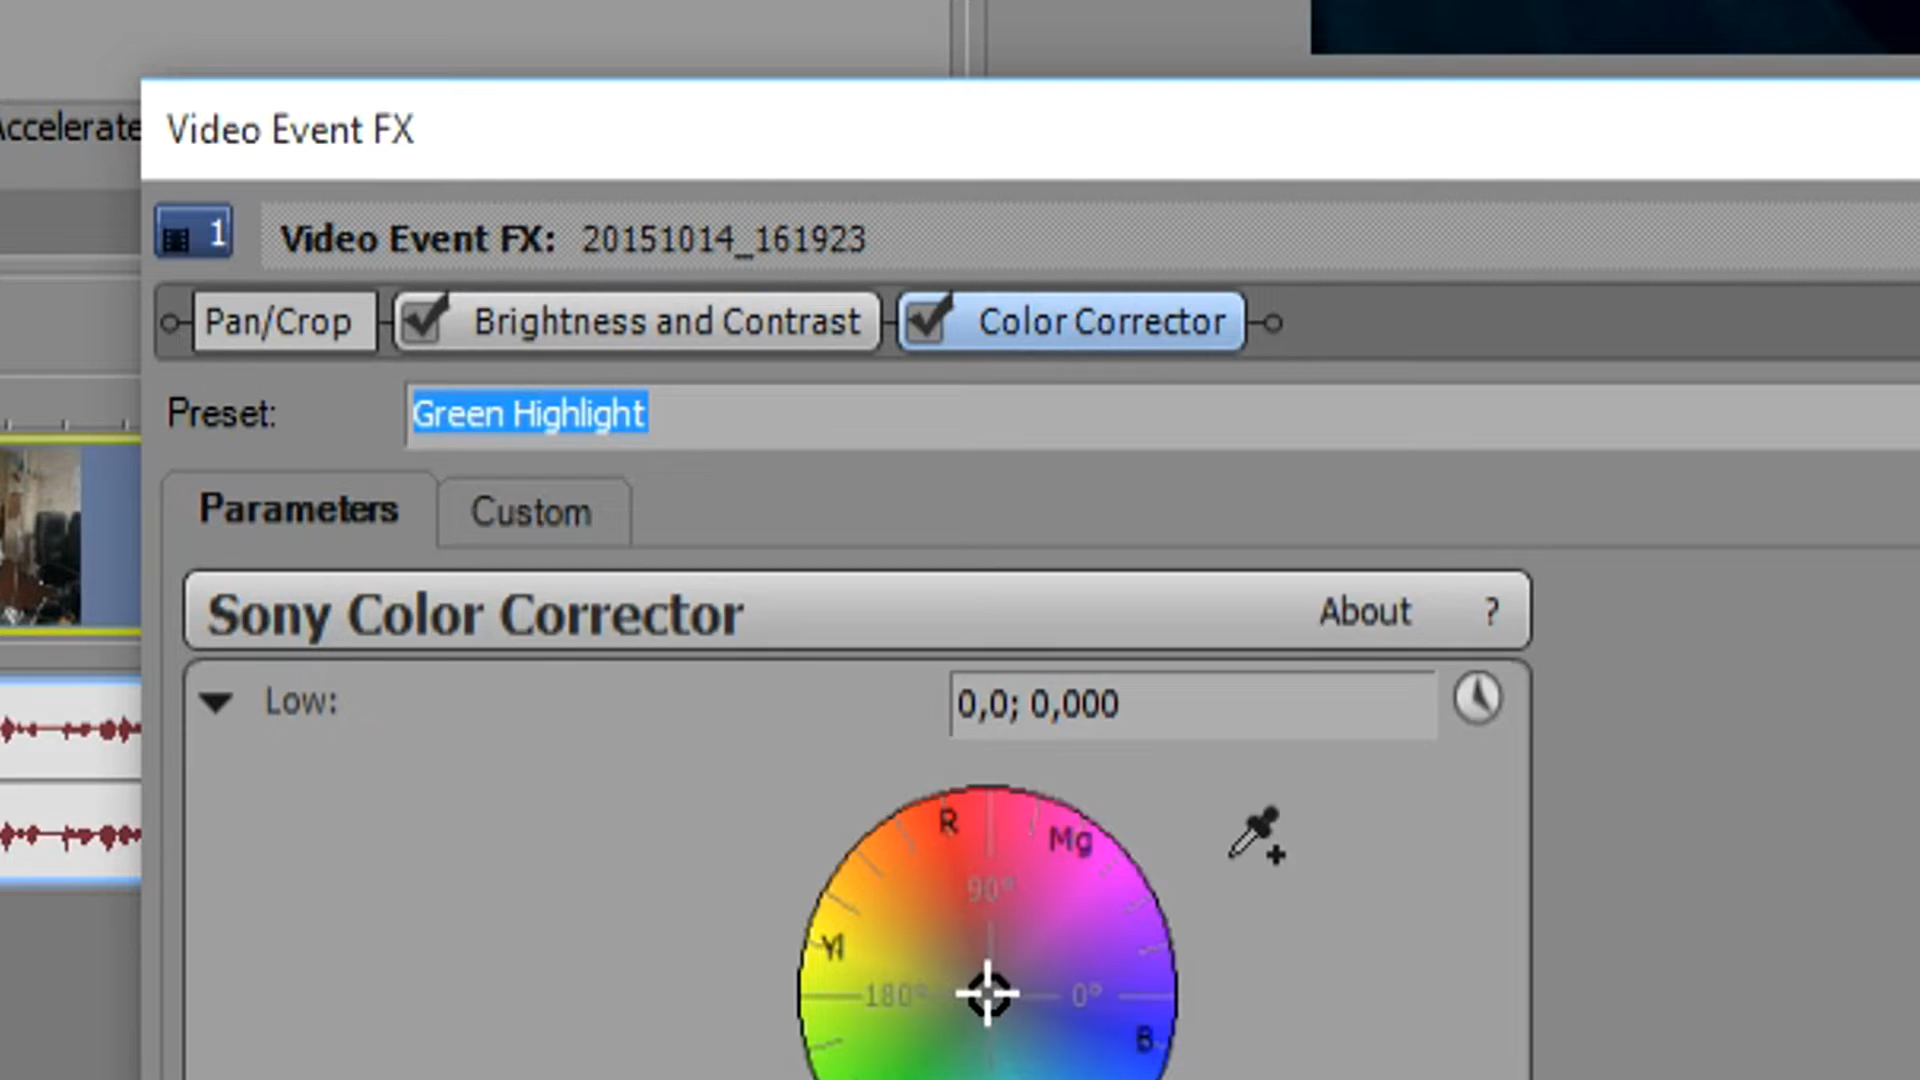 Accelerate
Video Event FX
1
Video Event FX: 20151014_161923
Pan/Crop
Brightness and Contrast
Color Corrector
Preset: Green Highlight
Parameters
Custom
Sony Color Corrector
About ?
Low: 0,0; 0,000
R
Mg
90°
Yl
180°
0°
B